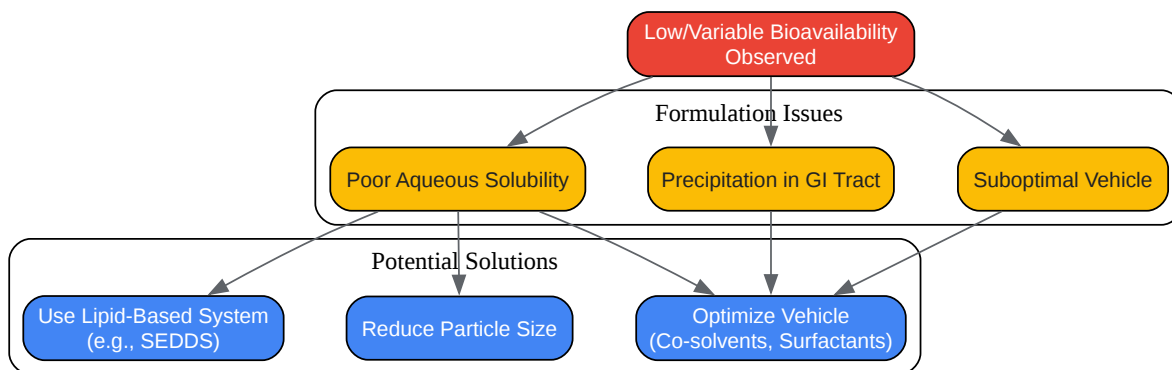 Low/Variable Bioavailability
Observed
Formulation Issues
Poor Aqueous Solubility
Precipitation in GI Tract
Suboptimal Vehicle
Potential Solutions
Use Lipid-Based System
(e.g., SEDDS)
Reduce Particle Size
Optimize Vehicle
(Co-solvents, Surfactants)